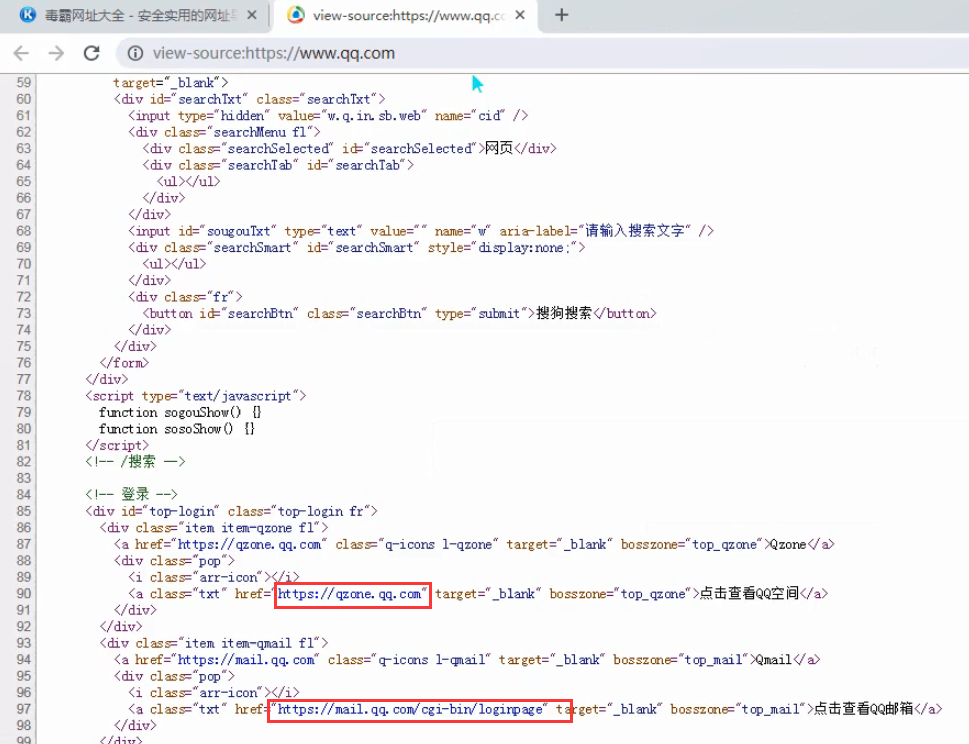 毒霸网址大全 - 安全实用的网址导
view-source:https://www.qq.co
view-source:https://www.qq.com
59 target="_blank">
60 <div id="searchTxt" class="searchTxt">
61 <input type="hidden" value="w.q.in.sb.web" name="cid" />
62 <div class="searchMenu fl">
63 <div class="searchSelected" id="searchSelected">网页</div>
64 <div class="searchTab" id="searchTab">
65 <ul></ul>
66 </div>
67 </div>
68 <input id="sougouTxt" type="text" value="" name="w" aria-label="请输入搜索文字" />
69 <div class="searchSmart" id="searchSmart" style="display:none;">
70 <ul></ul>
71 </div>
72 <div class="fr">
73 <button id="searchBtn" class="searchBtn" type="submit">搜狗搜索</button>
74 </div>
75 </div>
76 </form>
77 </div>
78 <script type="text/javascript">
79 function sogouShow() {}
80 function sosoShow() {}
81 </script>
82 <!-- /搜索 -->
83
84 <!-- 登录 -->
85 <div id="top-login" class="top-login fr">
86 <div class="item item-qzone fl">
87 <a href="https://qzone.qq.com" class="q-icons l-qzone" target="_blank" bosszone="top_qzone">Qzone</a>
88 <div class="pop">
89 <i class="arr-icon"></i>
90 <a class="txt" href="https://qzone.qq.com" target="_blank" bosszone="top_qzone">点击查看QQ空间</a>
91 </div>
92 </div>
93 <div class="item item-qmail fl">
94 <a href="https://mail.qq.com" class="q-icons l-qmail" target="_blank" bosszone="top_mail">Qmail</a>
95 <div class="pop">
96 <i class="arr-icon"></i>
97 <a class="txt" href="https://mail.qq.com/cgi-bin/loginpage" target="_blank" bosszone="top_mail">点击查看QQ邮箱</a>
98 </div>
99 </div>